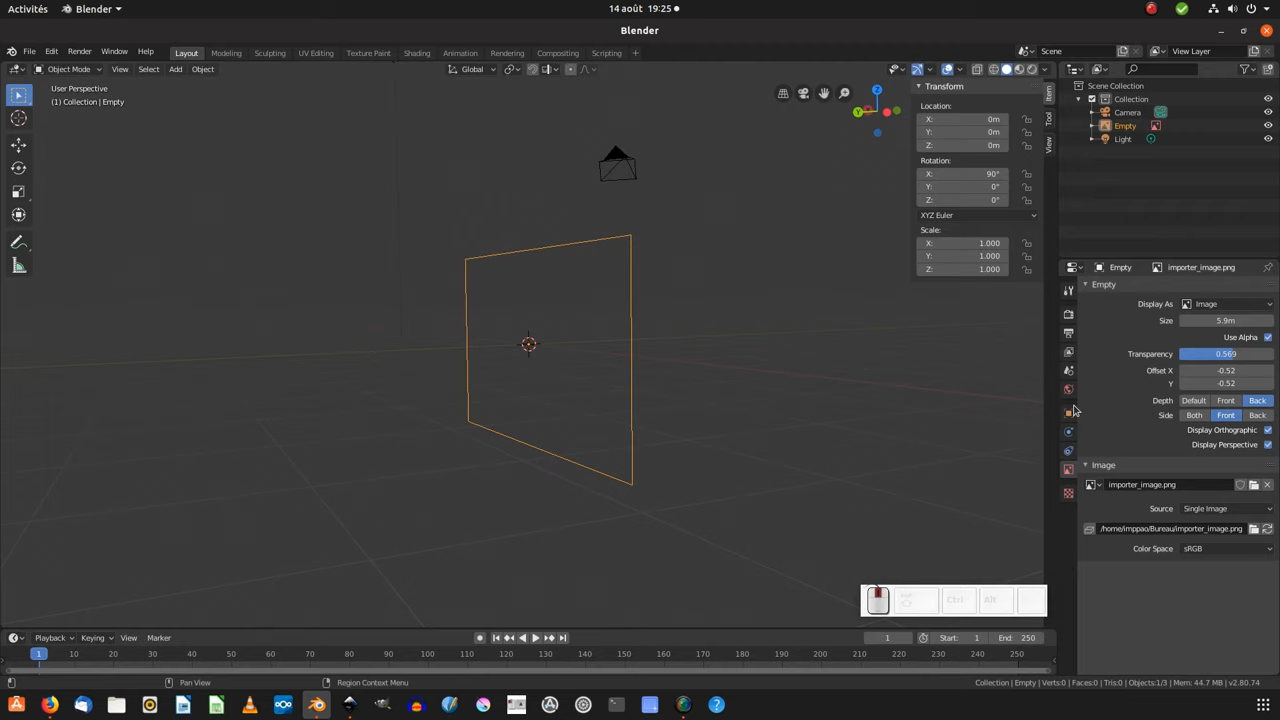 Activités
Blender
14 août 19:25
Blender
File Edit Render Window Help
Layout Modeling Sculpting UV Editing Texture Paint Shading Animation Rendering Compositing Scripting +
Scene
View Layer
Object Mode View Select Add Object
Global
User Perspective
(1) Collection | Empty
Z
Y
Transform
Location:
X: 0m
Y: 0m
Z: 0m
Rotation:
X: 90°
Y: 0°
Z: 0°
XYZ Euler
Scale:
X: 1.000
Y: 1.000
Z: 1.000
Item
Tool
View
Scene Collection
Collection
Camera
Empty
Light
Empty
importer_image.png
Empty
Display As Image
Size 5.9m
Use Alpha
Transparency 0.569
Offset X -0.52
Y -0.52
Depth Default Front Back
Side Both Front Back
Display Orthographic
Display Perspective
Image
importer_image.png
Source Single Image
/home/imppao/Bureau/importer_image.png
Color Space sRGB
Ctrl Alt
Playback Keying View Marker
1
Start: 1
End: 250
1 10 20 30 40 50 60 70 80 90 100 110 120 130 140 150 160 170 180 190 200 210 220 230 240 250
Pan View
Region Context Menu
Collection | Empty | Verts:0 | Faces:0 | Tris:0 | Objects:1/3 | Mem: 44.7 MB | v2.80.74